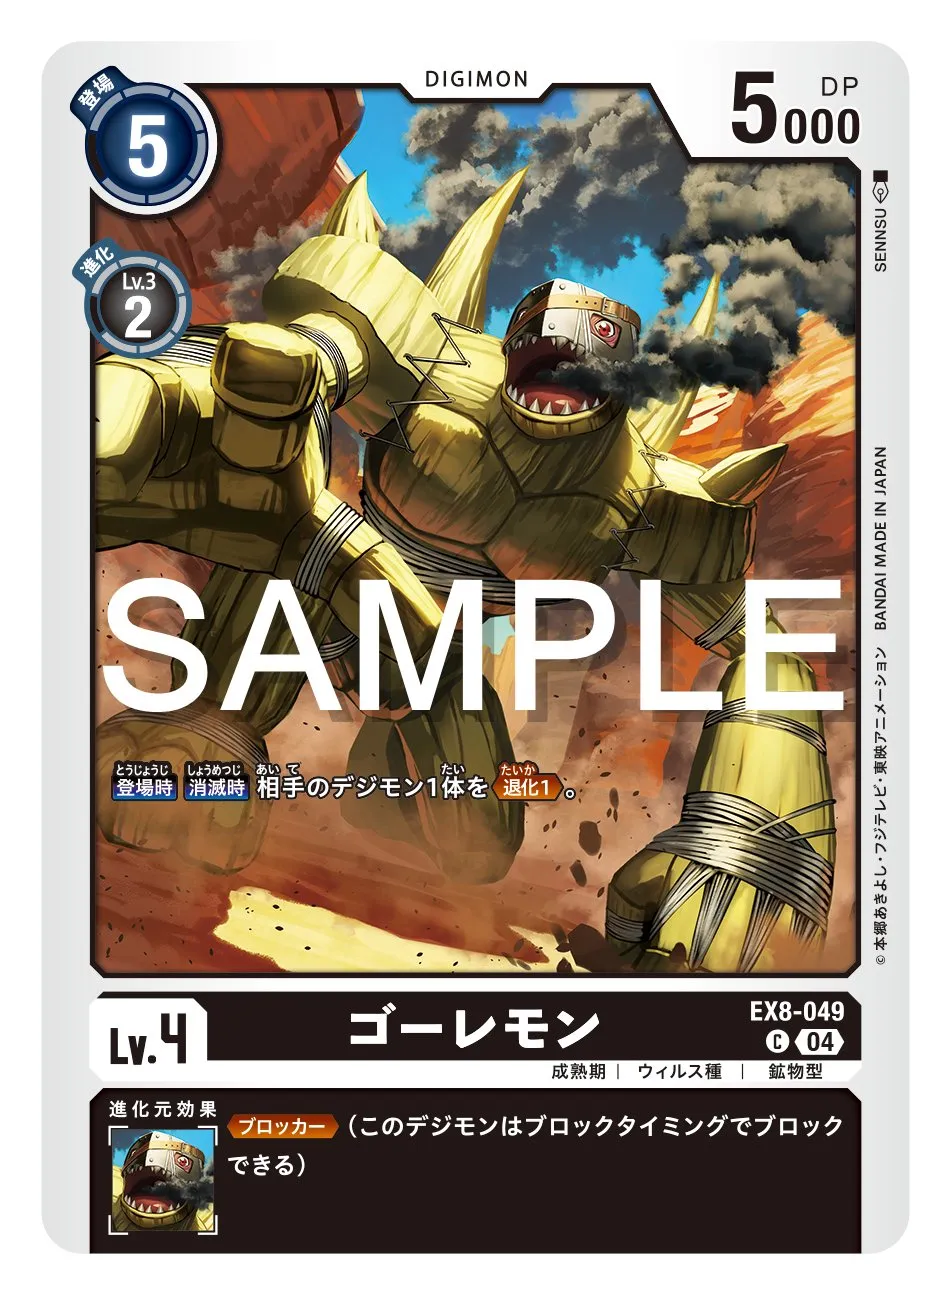 DIGIMON
登場
5
DP
5000
進化
Lv.3
2
SENNSU
BANDAI MADE IN JAPAN
©本郷あきよし・フジテレビ・東映アニメーション
SAMPLE
とうじょうじ しょうめつじ あいて たい たいか
登場時 消滅時 相手のデジモン1体を 退化1 。
Lv.4
ゴーレモン
EX8-049
C 04
成熟期 | ウィルス種 | 鉱物型
進化元効果
ブロッカー (このデジモンはブロックタイミングでブロック
できる)